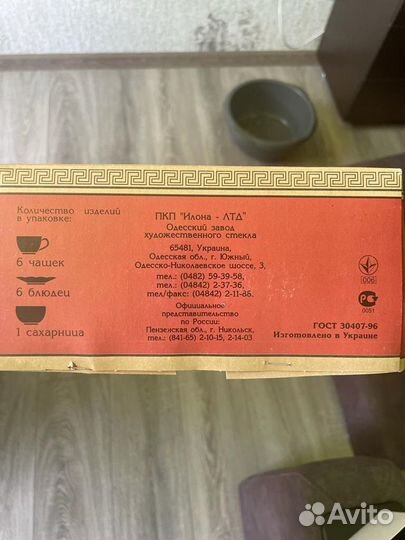 Количество изделий
в упаковке:
6 чашек
6 блюдец
1 сахарница
ПКП "Илона - ЛТД"
Одесский завод
художественного стекла
65481, Украина,
Одесская обл., г. Южный,
Одесско-Николаевское шоссе, 3,
тел.: (0482) 59-39-58,
тел.: (04842) 2-37-36,
тел/факс: (04842) 2-11-86.
Официальное
представительство
по России:
Пензенская обл., г. Никольск,
тел.: (841-65) 2-10-15, 2-14-03
006
РС
0051
ГОСТ 30407-96
Изготовлено в Украине
Avito